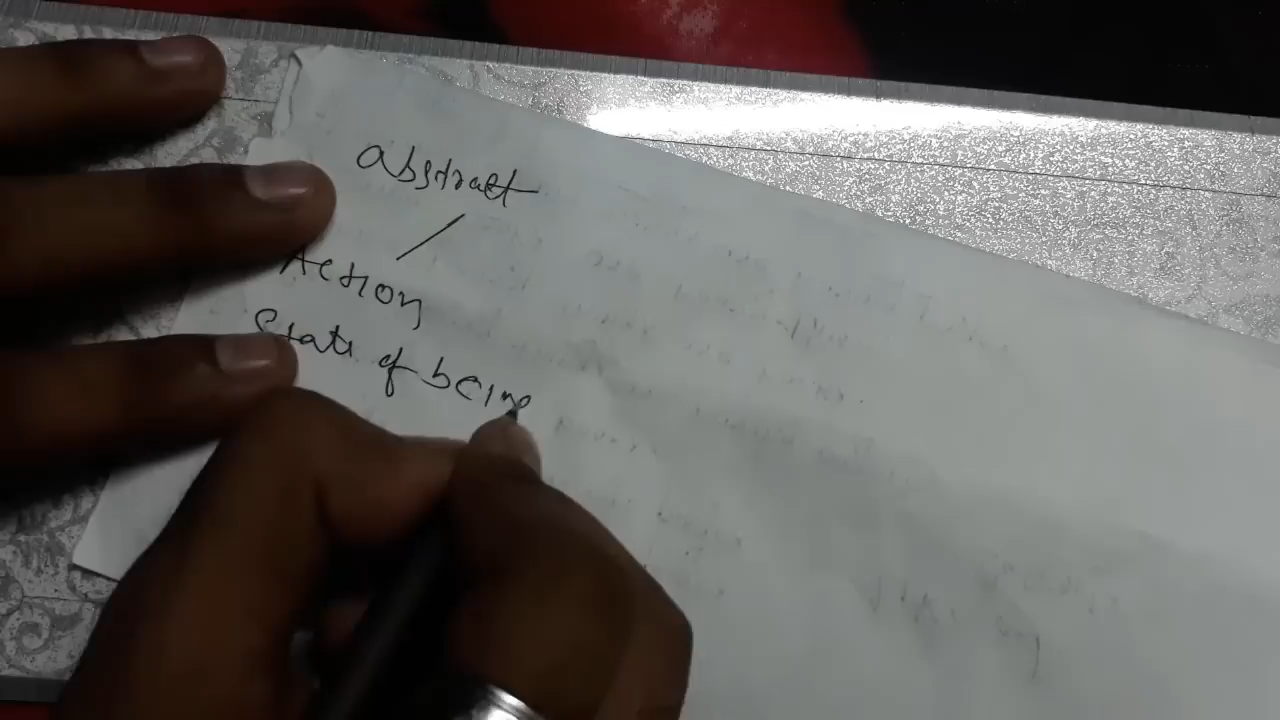 abstract
Action
State of being